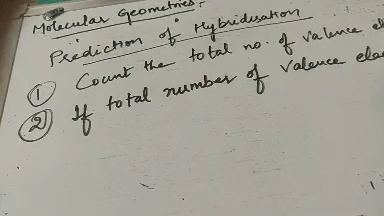 Molecular Geometries:-
Prediction of Hybridisation
① Count the total no. of valence
② If total number of valence